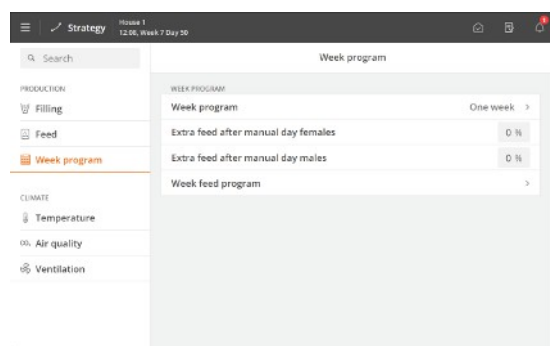 Strategy
House 1
12:00, Week 7 Day 50
Search
Week program
PRODUCTION
Filling
Feed
Week program
CLIMATE
Temperature
Air quality
Ventilation
WEEK PROGRAM
Week program One week
Extra feed after manual day females 0 %
Extra feed after manual day males 0 %
Week feed program